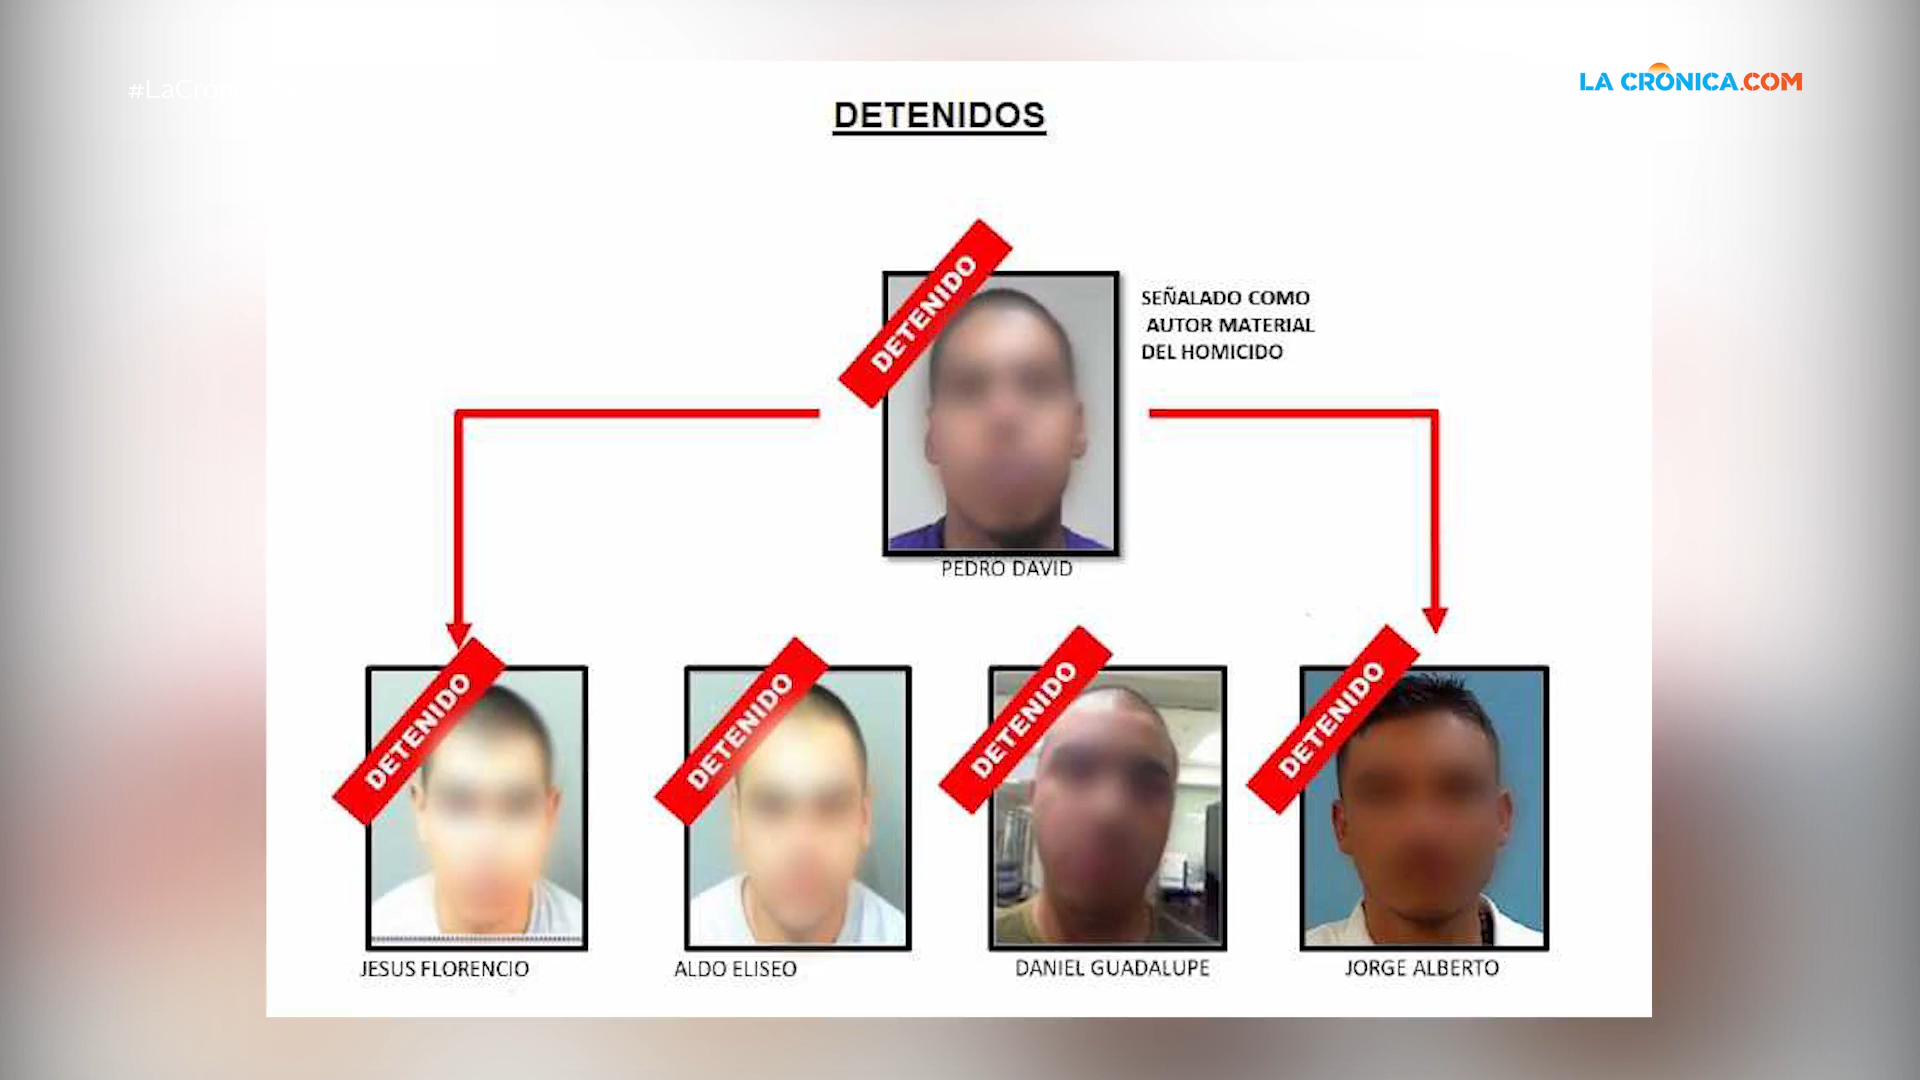 LA CRÓNICA.COM
DETENIDOS
DETENIDO
SEÑALADO COMO
AUTOR MATERIAL
DEL HOMICIDO
PEDRO DAVID
DETENIDO
DETENIDO
DETENIDO
DETENIDO
JESUS FLORENCIO
ALDO ELISEO
DANIEL GUADALUPE
JORGE ALBERTO